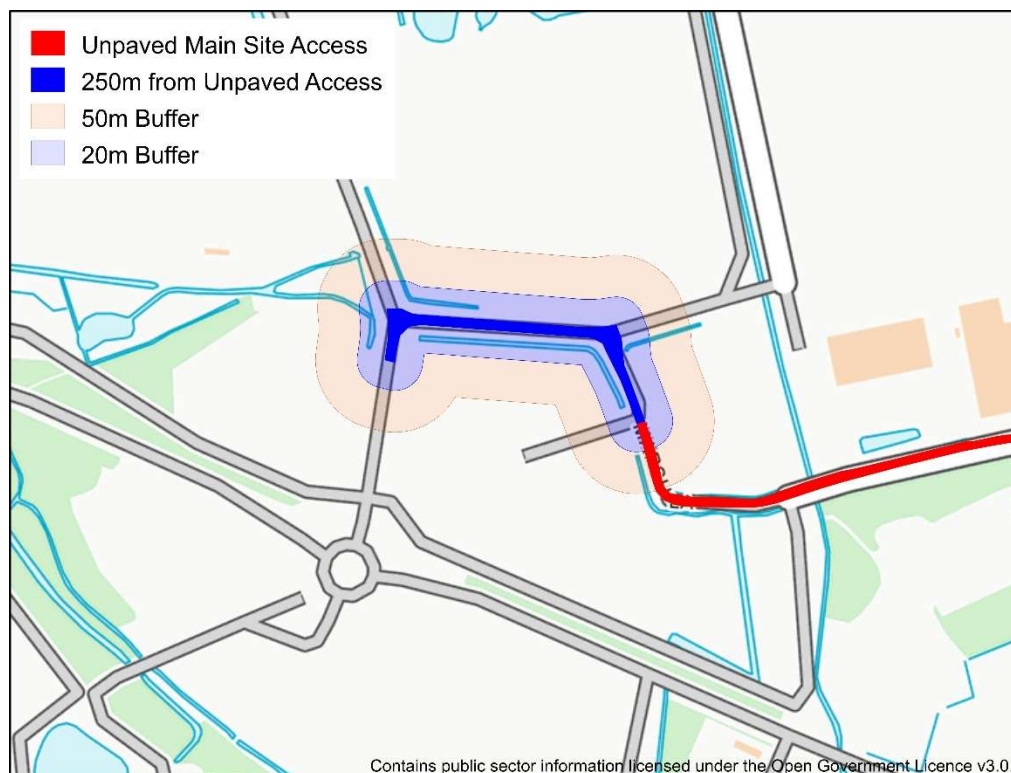 Unpaved Main Site Access
250m from Unpaved Access
50m Buffer
20m Buffer
Contains public sector information licensed under the Open Government Licence v3.0